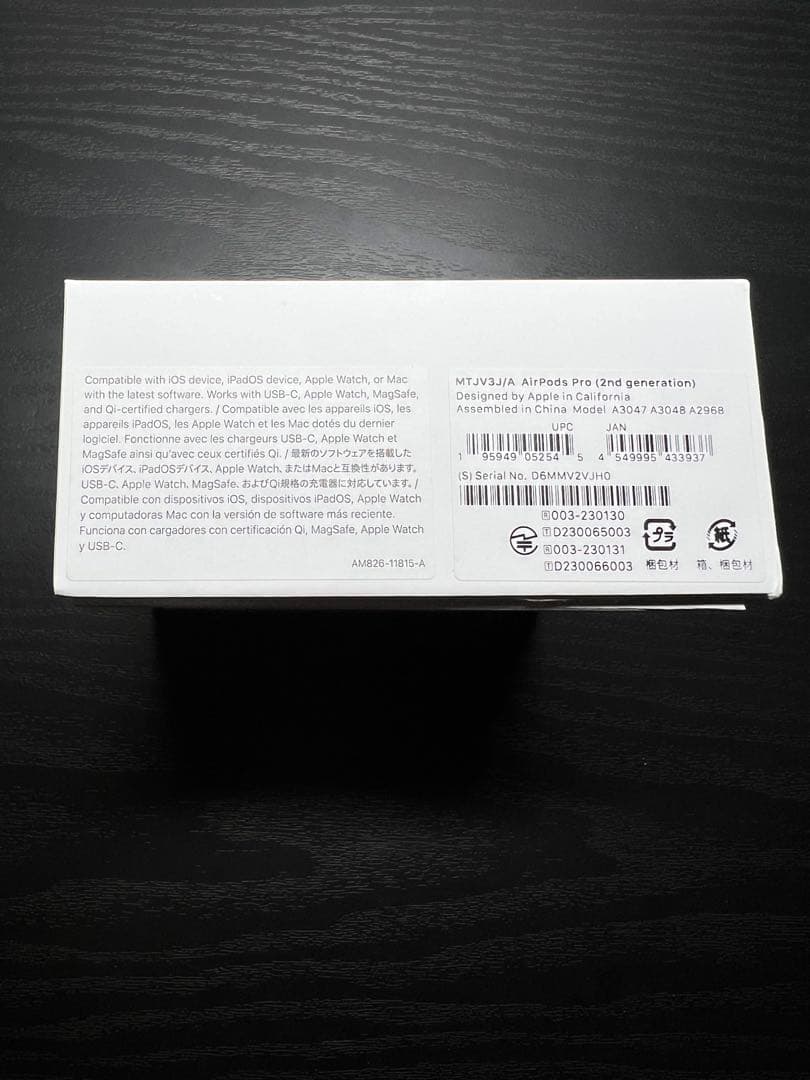 Compatible with iOS device, iPadOS device, Apple Watch, or Mac
with the latest software. Works with USB-C, Apple Watch, MagSafe,
and Qi-certified chargers. / Compatible avec les appareils iOS, les
appareils iPadOS, les Apple Watch et les Mac dotés du dernier
logiciel. Fonctionne avec les chargeurs USB-C, Apple Watch et
MagSafe ainsi qu'avec ceux certifiés Qi. / 最新のソフトウェアを搭載した
iOSデバイス、iPadOSデバイス、Apple Watch、またはMacと互換性があります。
USB-C、Apple Watch、MagSafe、およびQi規格の充電器に対応しています。/
Compatible con dispositivos iOS, dispositivos iPadOS, Apple Watch
y computadoras Mac con la versión de software más reciente.
Funciona con cargadores con certificación Qi, MagSafe, Apple Watch
y USB-C.
AM826-11815-A
MTJV3J/A AirPods Pro (2nd generation)
Designed by Apple in California
Assembled in China Model A3047 A3048 A2968
UPC JAN
1 95949 05254 5 4 549995 433937
(S) Serial No. D6MMV2VJH0
R 003-230130
T D230065003
R 003-230131
T D230066003
プラ
梱包材
紙
箱、梱包材